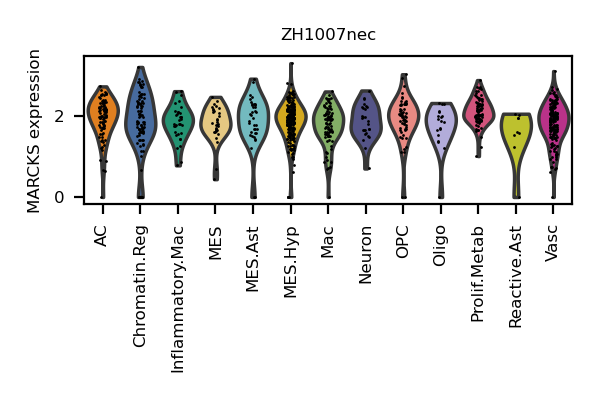 ZH1007nec
MARCKS expression
2
0
AC
Chromatin.Reg
Inflammatory.Mac
MES
MES.Ast
MES.Hyp
Mac
Neuron
OPC
Oligo
Prolif.Metab
Reactive.Ast
Vasc